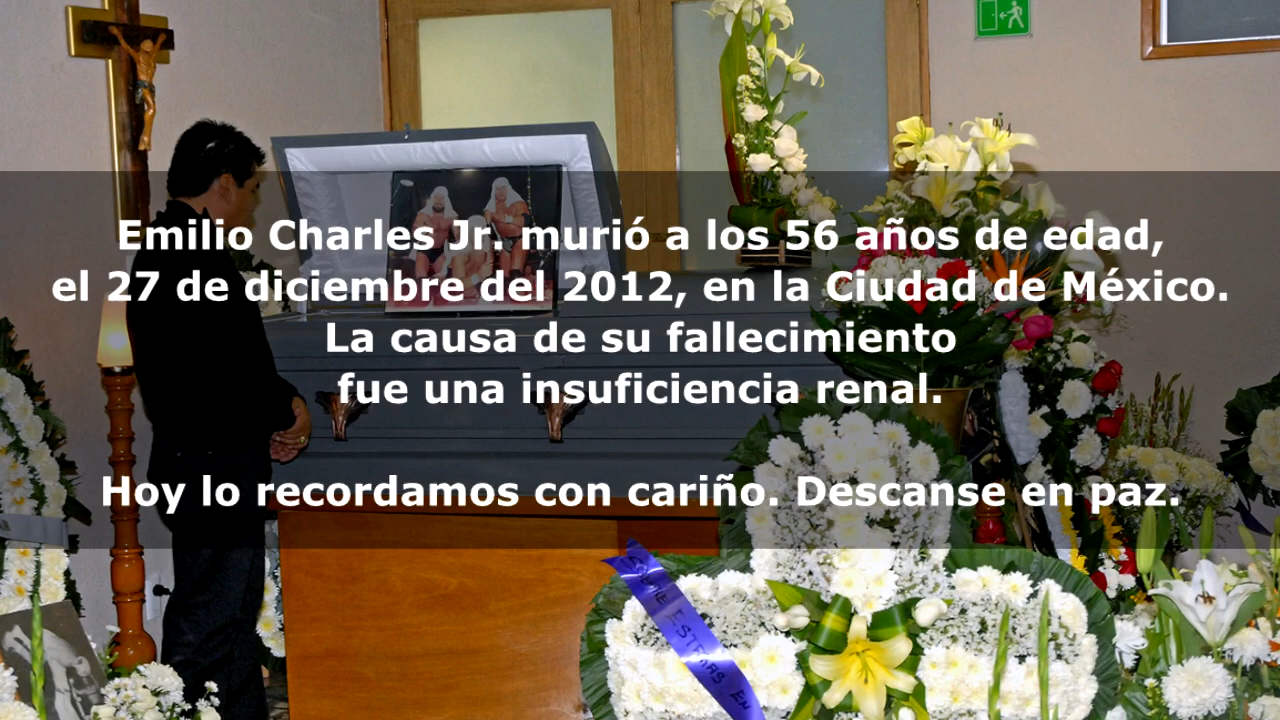 Emilio Charles Jr. murió a los 56 años de edad,
el 27 de diciembre del 2012, en la Ciudad de México.
La causa de su fallecimiento
fue una insuficiencia renal.
Hoy lo recordamos con cariño. Descanse en paz.